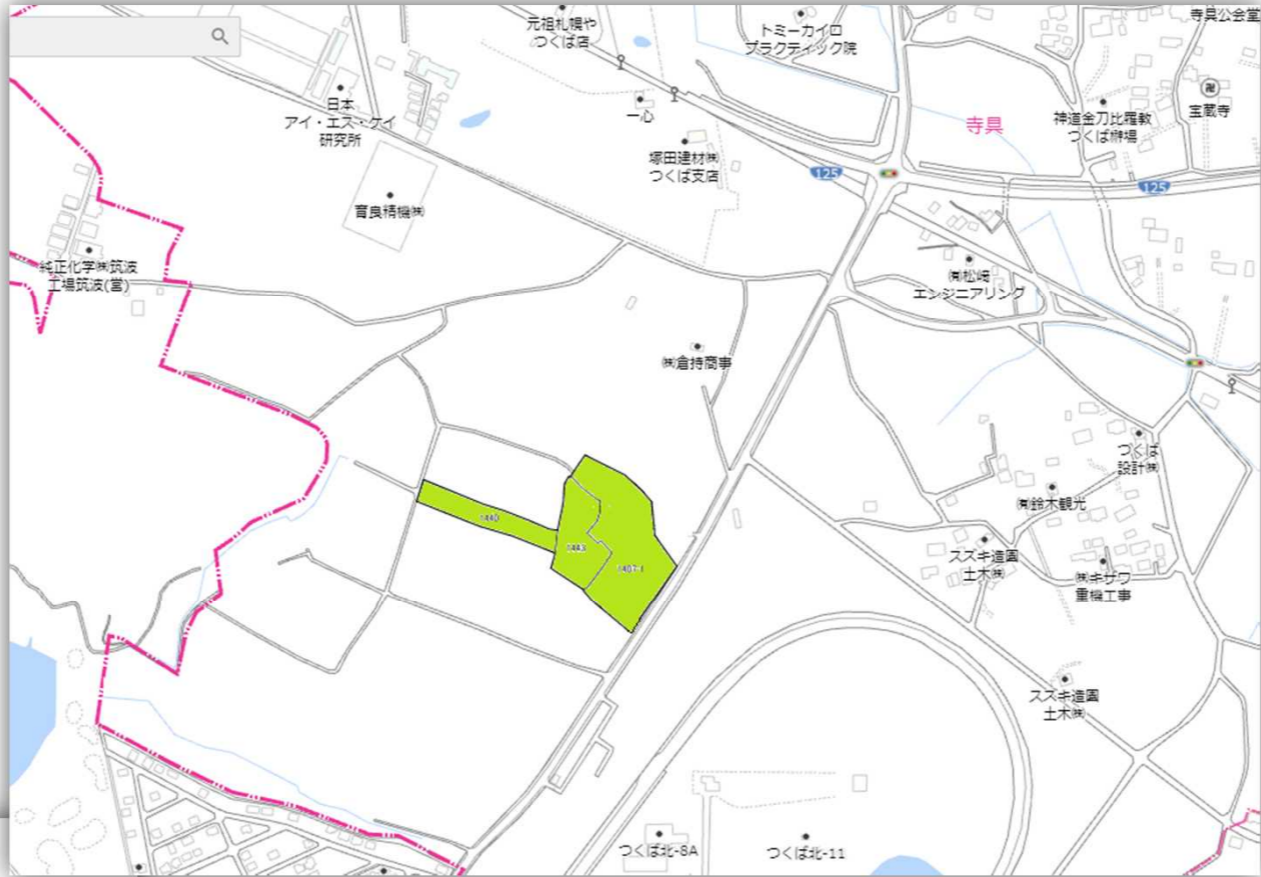 元祖札幌や
つくば店
トミーカイロ
プラクティック院
寺具公会堂
日本
アイ・エス・ケイ
研究所
一心
寺具
神道金刀比羅教
つくば榊場
宝蔵寺
塚田建材㈱
つくば支店
125
125
育良精機㈱
純正化学㈱筑波
工場筑波(営)
㈲松崎
エンジニアリング
㈱倉持商事
つくば
設計㈱
㈲鈴木観光
1440
1443
1487-1
スズキ造園
土木㈱
㈱キザワ
重機工事
スズキ造園
土木㈱
つくば北-8A
つくば北-11